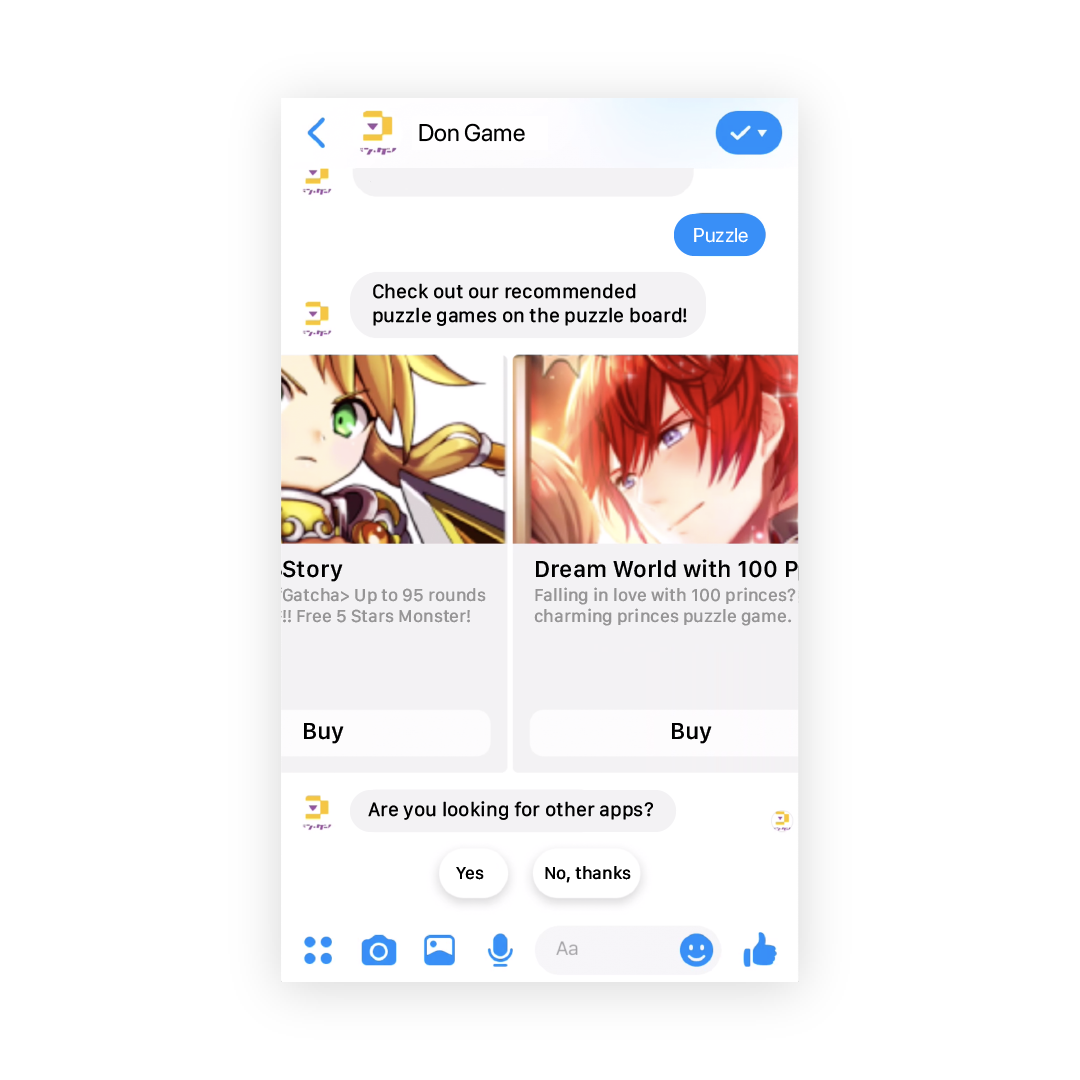 Don Game
Puzzle
Check out our recommended
puzzle games on the puzzle board!
Story
Gatcha> Up to 95 rounds
!! Free 5 Stars Monster!
Buy
Dream World with 100 P
Falling in love with 100 princes?
charming princes puzzle game.
Buy
Are you looking for other apps?
Yes
No, thanks
Aa